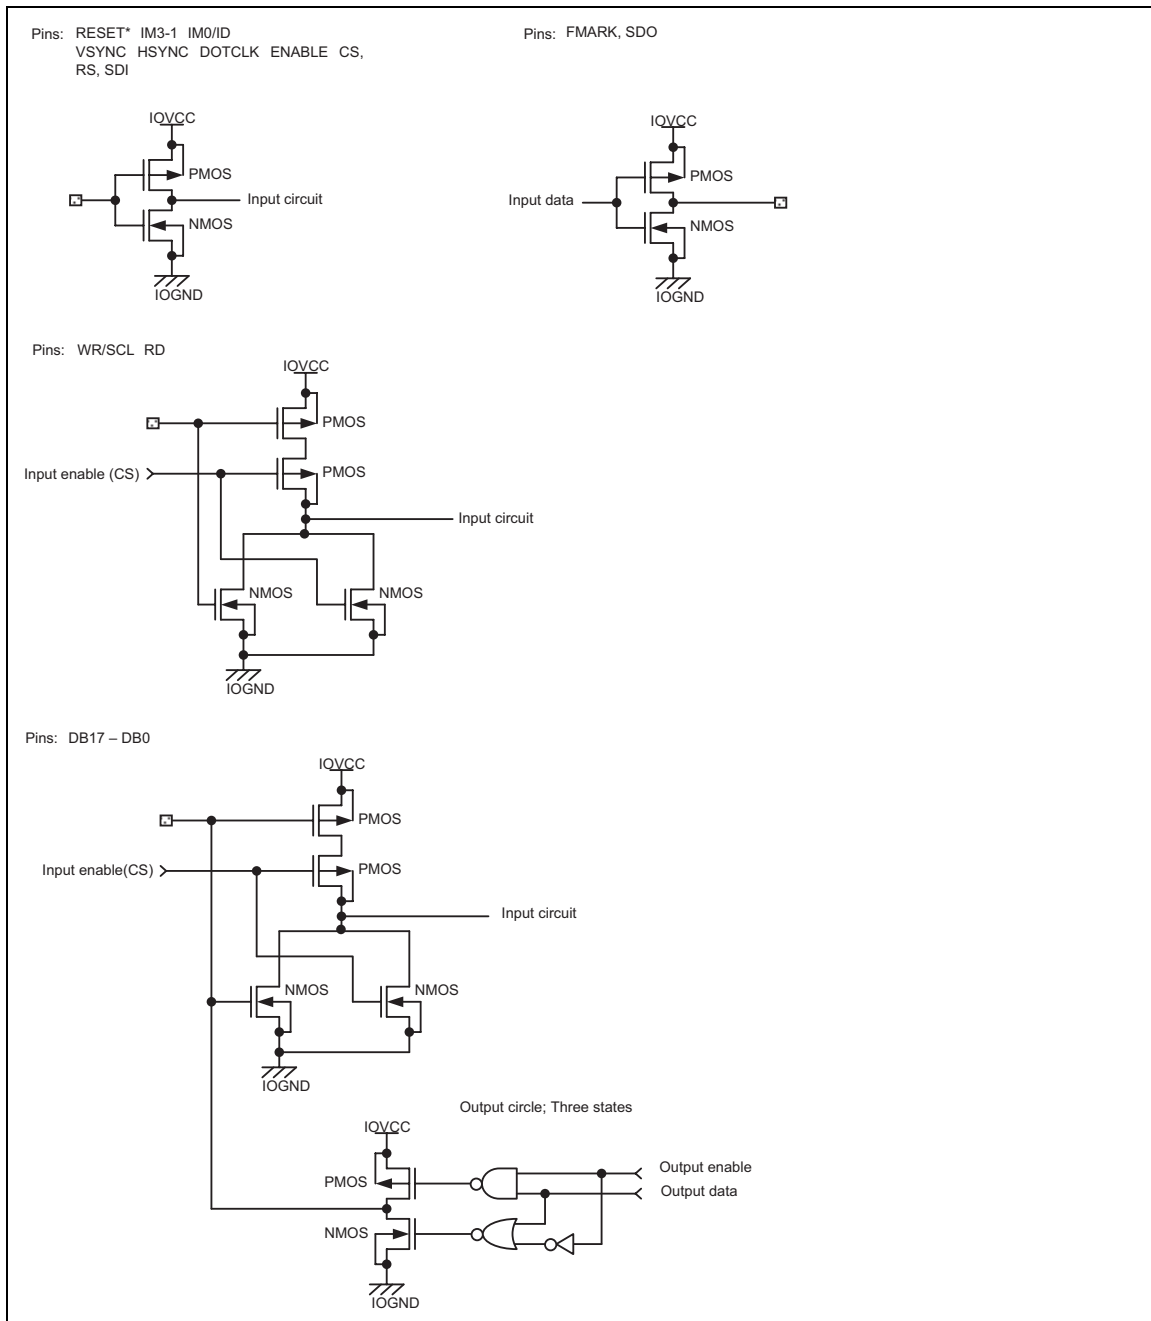 Pins: RESET* IM3-1 IM0/ID
VSYNC HSYNC DOTCLK ENABLE CS,
RS, SDI
Pins: FMARK, SDO
IOVCC
PMOS
Input circuit
NMOS
IOGND
IOVCC
PMOS
Input data
NMOS
IOGND
Pins: WR/SCL RD
IOVCC
PMOS
Input enable (CS)
PMOS
Input circuit
NMOS
NMOS
IOGND
Pins: DB17 – DB0
IOVCC
PMOS
Input enable(CS)
PMOS
Input circuit
NMOS
NMOS
IOGND
Output circle; Three states
IOVCC
Output enable
PMOS
Output data
NMOS
IOGND